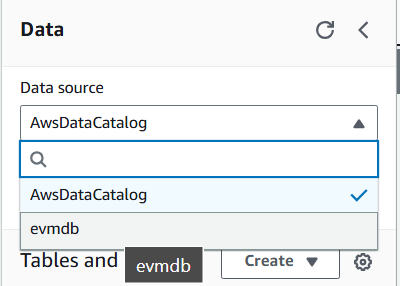 Data
Data source
AwsDataCatalog
AwsDataCatalog
evmdb
Tables and
evmdb
Create